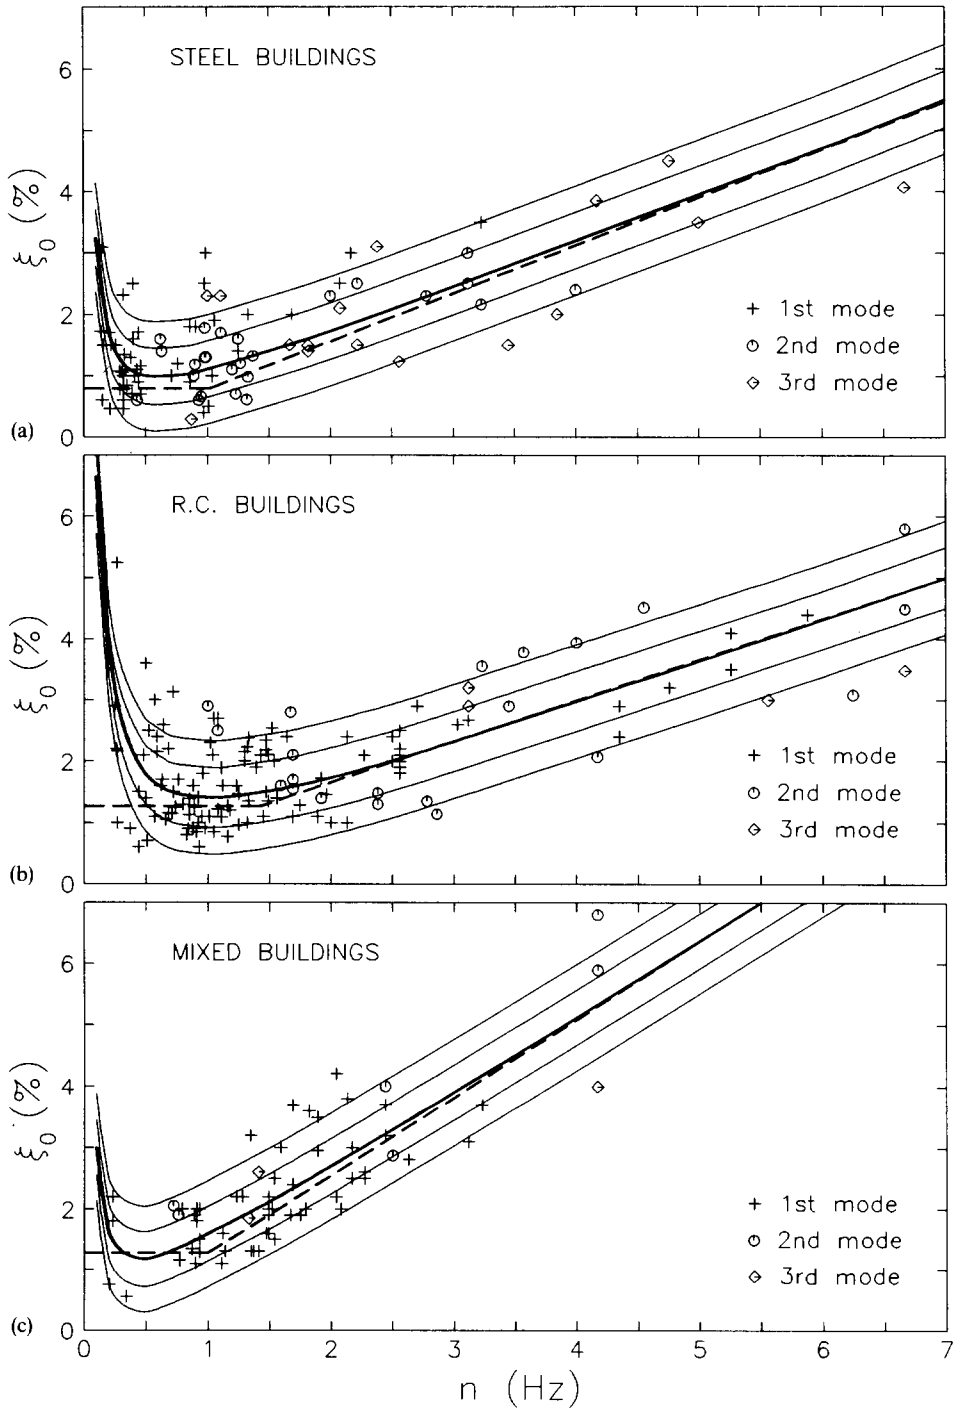 STEEL BUILDINGS
ξ₀ (%)
6
4
2
0
+ 1st mode
2nd mode
3rd mode
(a)
R.C. BUILDINGS
ξ₀ (%)
6
4
2
0
+ 1st mode
2nd mode
3rd mode
(b)
MIXED BUILDINGS
ξ₀ (%)
6
4
2
0
+ 1st mode
2nd mode
3rd mode
(c)
0 1 2 3 4 5 6 7
n (Hz)